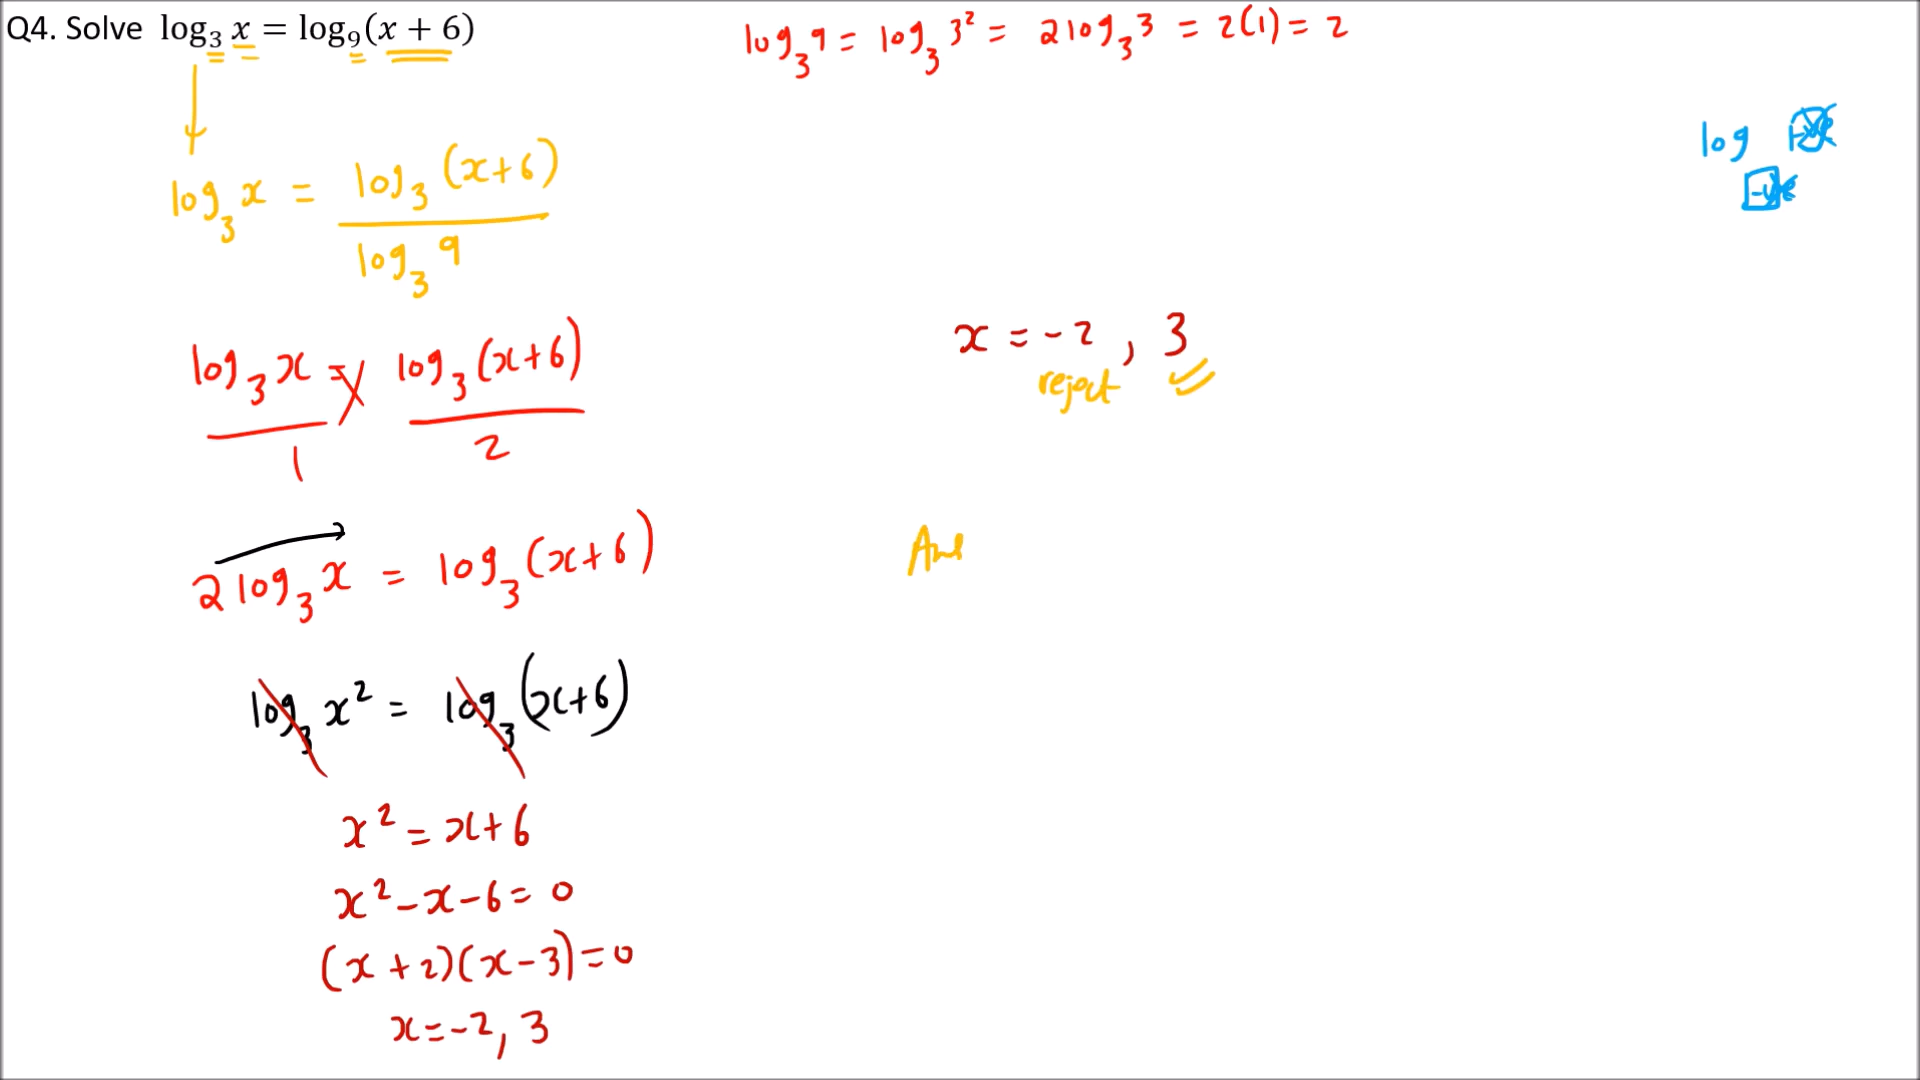 Q4. Solve log₃ x = log₉(x + 6)
log₃9 = log₃3² = 2log₃3 = 2(1) = 2
log₃x = log₃(x+6) / log₃9
log₃x / 1 = log₃(x+6) / 2
2log₃x = log₃(x+6)
log₃x² = log₃(x+6)
x² = x+6
x²-x-6=0
(x+2)(x-3)=0
x=-2, 3
x = -2, 3
reject
Ans
log
-ve